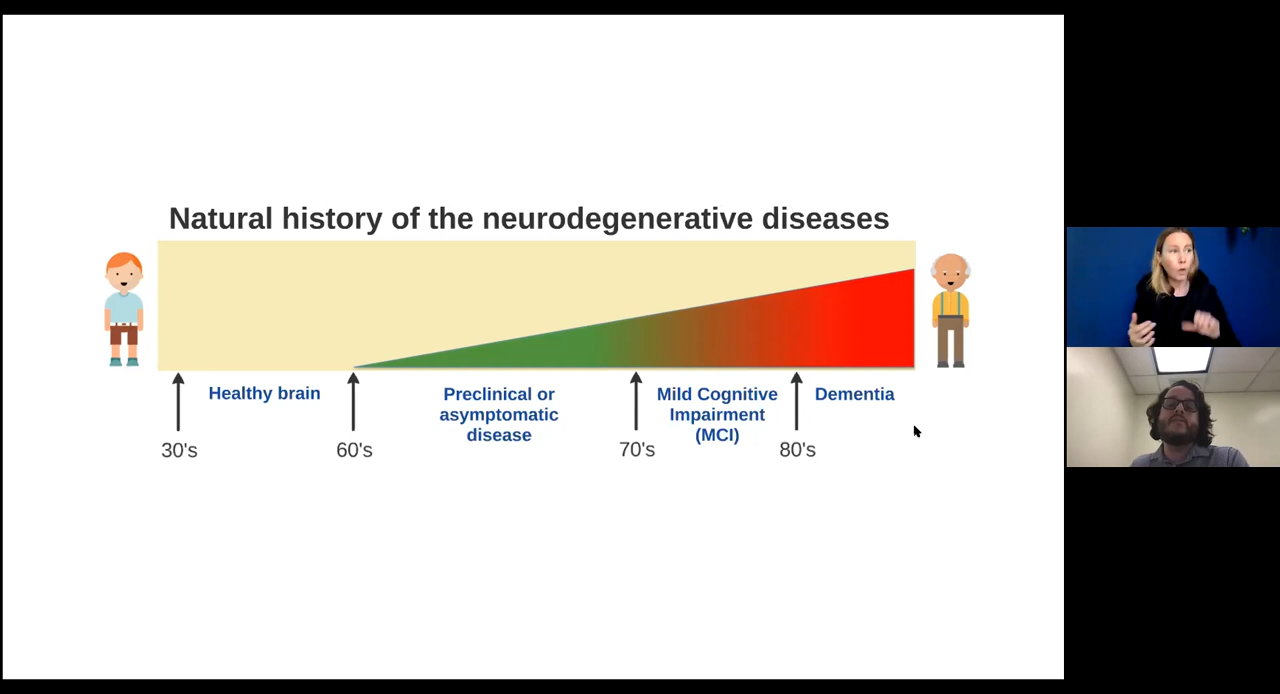 Natural history of the neurodegenerative diseases
Healthy brain
Preclinical or
asymptomatic
disease
Mild Cognitive
Impairment
(MCI)
Dementia
30's
60's
70's
80's